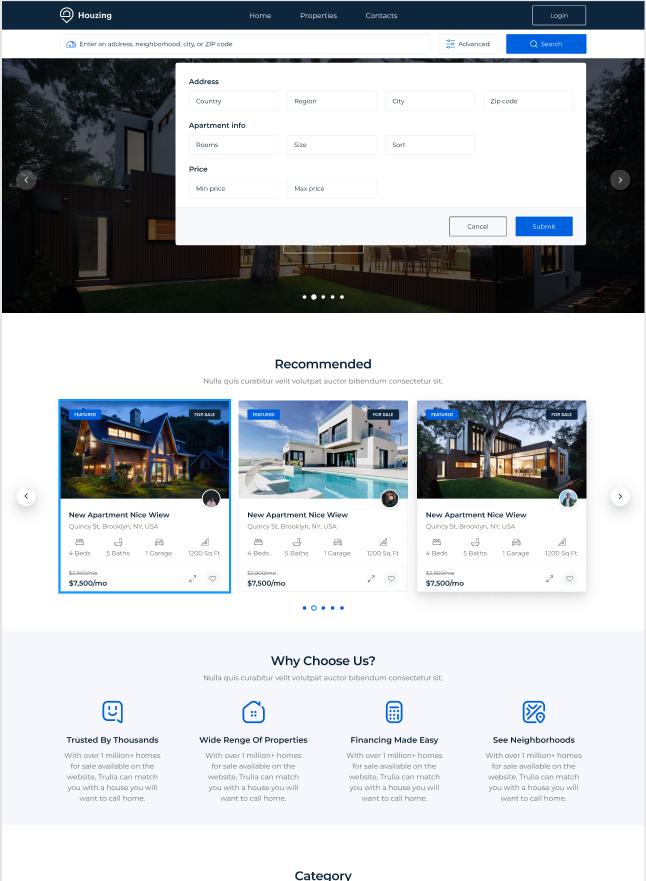 Houzing
Home Properties Contacts
Login
Enter an address, neighborhood, city, or ZIP code
Advanced
Search
Address
Country Region City Zip code
Apartment info
Rooms Size Sort
Price
Min price Max price
Cancel Submit
Recommended
Nulla quis curabitur velit volutpat auctor bibendum consectetur sit.
FEATURED FOR SALE
New Apartment Nice Wiew
Quincy St, Brooklyn, NY, USA
4 Beds 5 Baths 1 Garage 1200 Sq Ft
$2,800/mo
$7,500/mo
FEATURED FOR SALE
New Apartment Nice Wiew
Quincy St, Brooklyn, NY, USA
4 Beds 5 Baths 1 Garage 1200 Sq Ft
$2,800/mo
$7,500/mo
FEATURED FOR SALE
New Apartment Nice Wiew
Quincy St, Brooklyn, NY, USA
4 Beds 5 Baths 1 Garage 1200 Sq Ft
$2,800/mo
$7,500/mo
Why Choose Us?
Nulla quis curabitur velit volutpat auctor bibendum consectetur sit.
Trusted By Thousands
With over 1 million+ homes
for sale available on the
website, Trulia can match
you with a house you will
want to call home.
Wide Renge Of Properties
With over 1 million+ homes
for sale available on the
website, Trulia can match
you with a house you will
want to call home.
Financing Made Easy
With over 1 million+ homes
for sale available on the
website, Trulia can match
you with a house you will
want to call home.
See Neighborhoods
With over 1 million+ homes
for sale available on the
website, Trulia can match
you with a house you will
want to call home.
Category